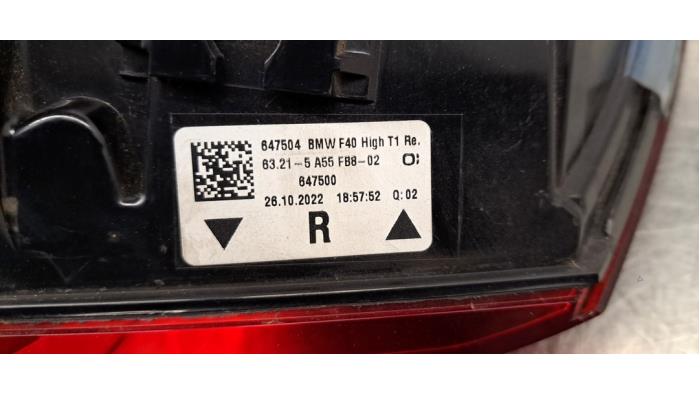 647504 BMW F40 High T1 Re.
63.21-5 A55 FB8-02 O:
647500
26.10.2022 18:57:52 Q:02
R